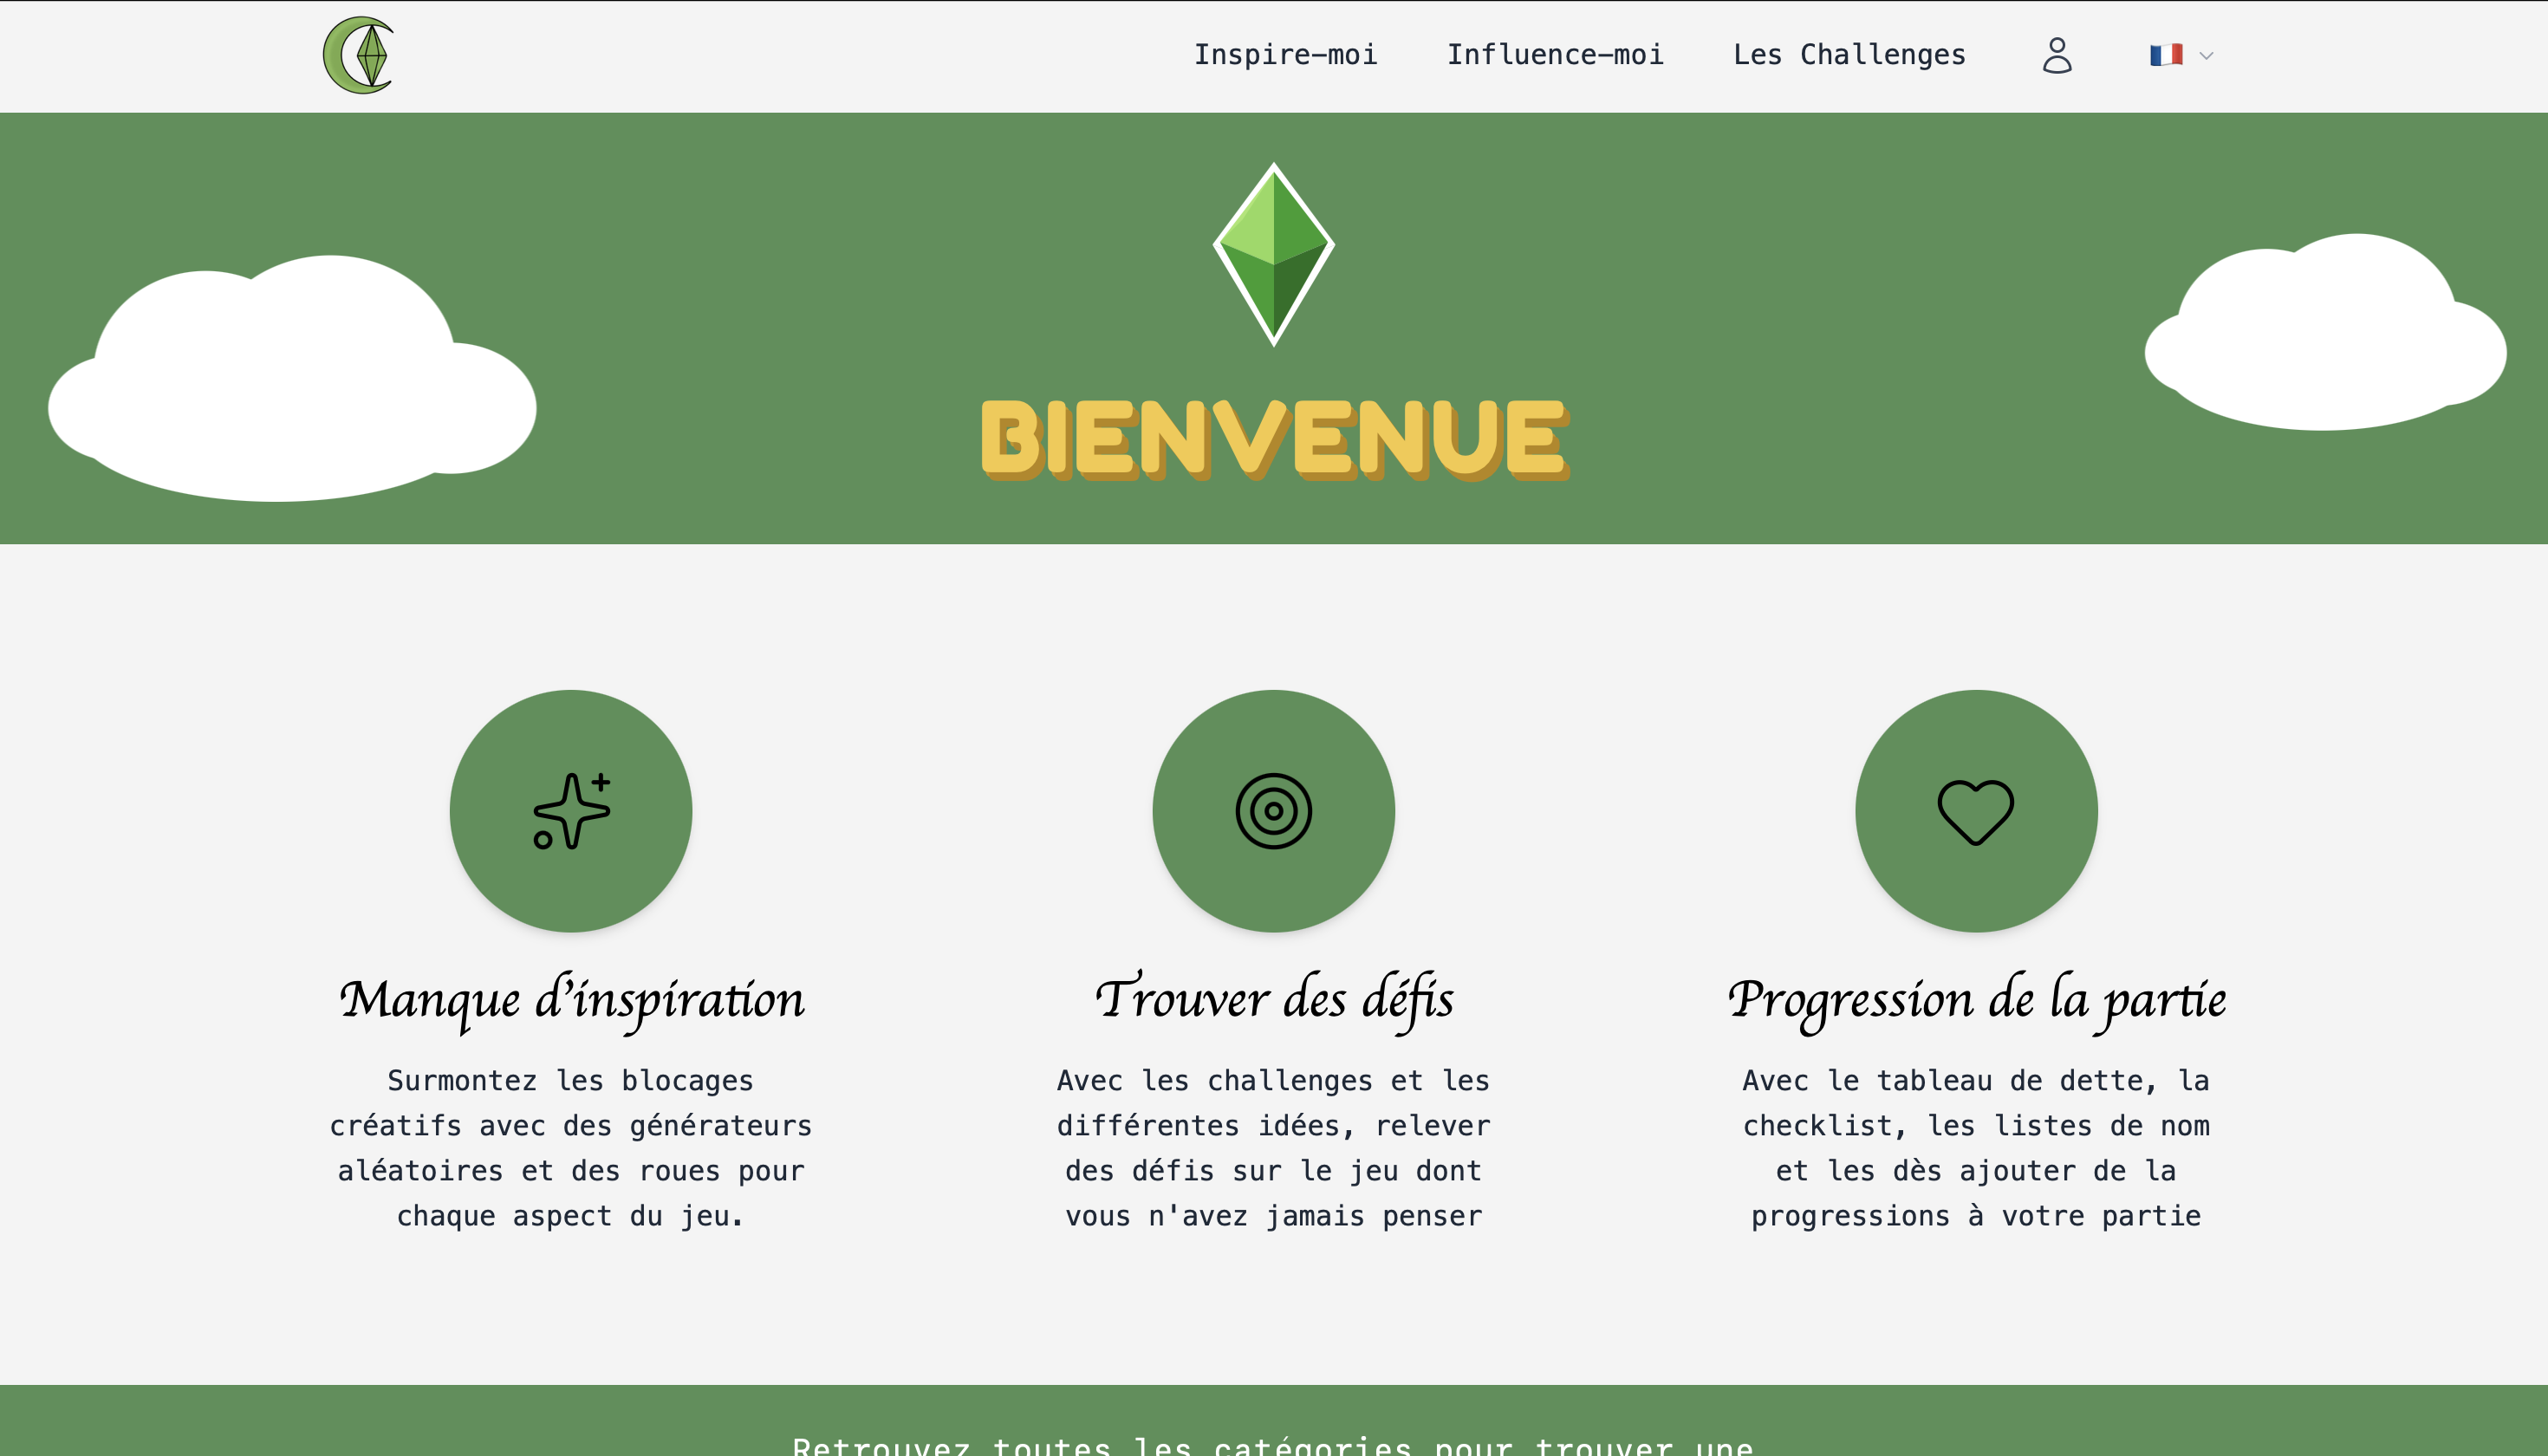 Inspire-moi Influence-moi Les Challenges
BIENVENUE
Manque d'inspiration
Surmontez les blocages
créatifs avec des générateurs
aléatoires et des roues pour
chaque aspect du jeu.
Trouver des défis
Avec les challenges et les
différentes idées, relever
des défis sur le jeu dont
vous n'avez jamais penser
Progression de la partie
Avec le tableau de dette, la
checklist, les listes de nom
et les dès ajouter de la
progressions à votre partie
Retrouvez toutes les catégories pour trouver une